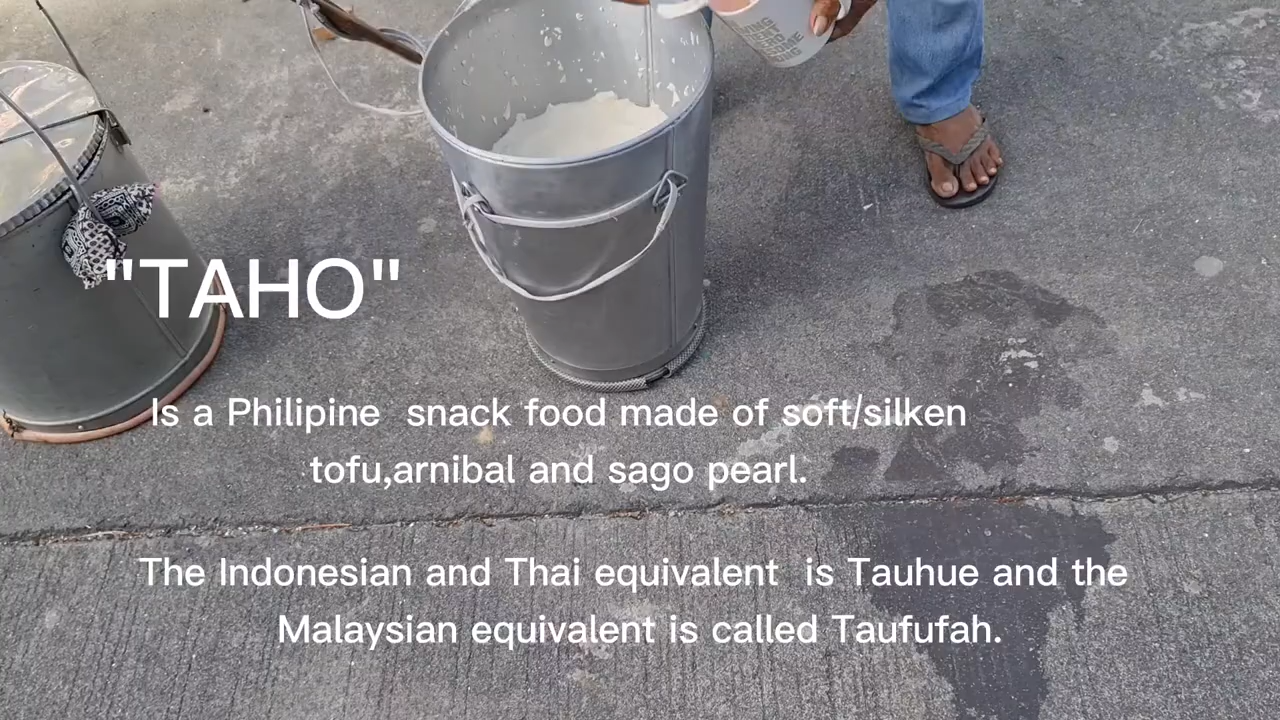 "TAHO"
Is a Philipine  snack food made of soft/silken
tofu,arnibal and sago pearl.
The Indonesian and Thai equivalent  is Tauhue and the
Malaysian equivalent is called Taufufah.